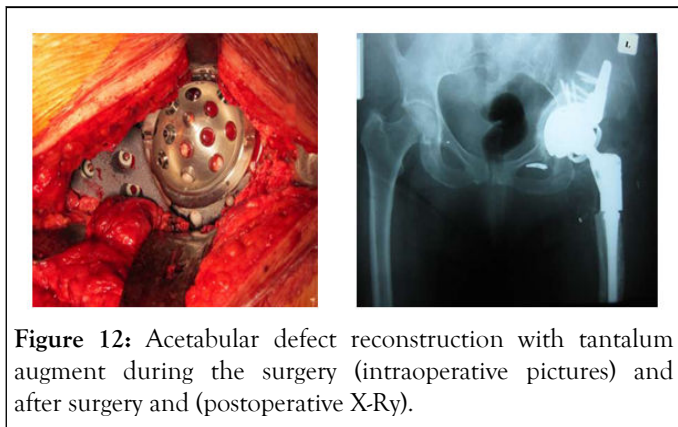 L
Figure 12: Acetabular defect reconstruction with tantalum
augment during the surgery (intraoperative pictures) and
after surgery and (postoperative X-Ry).